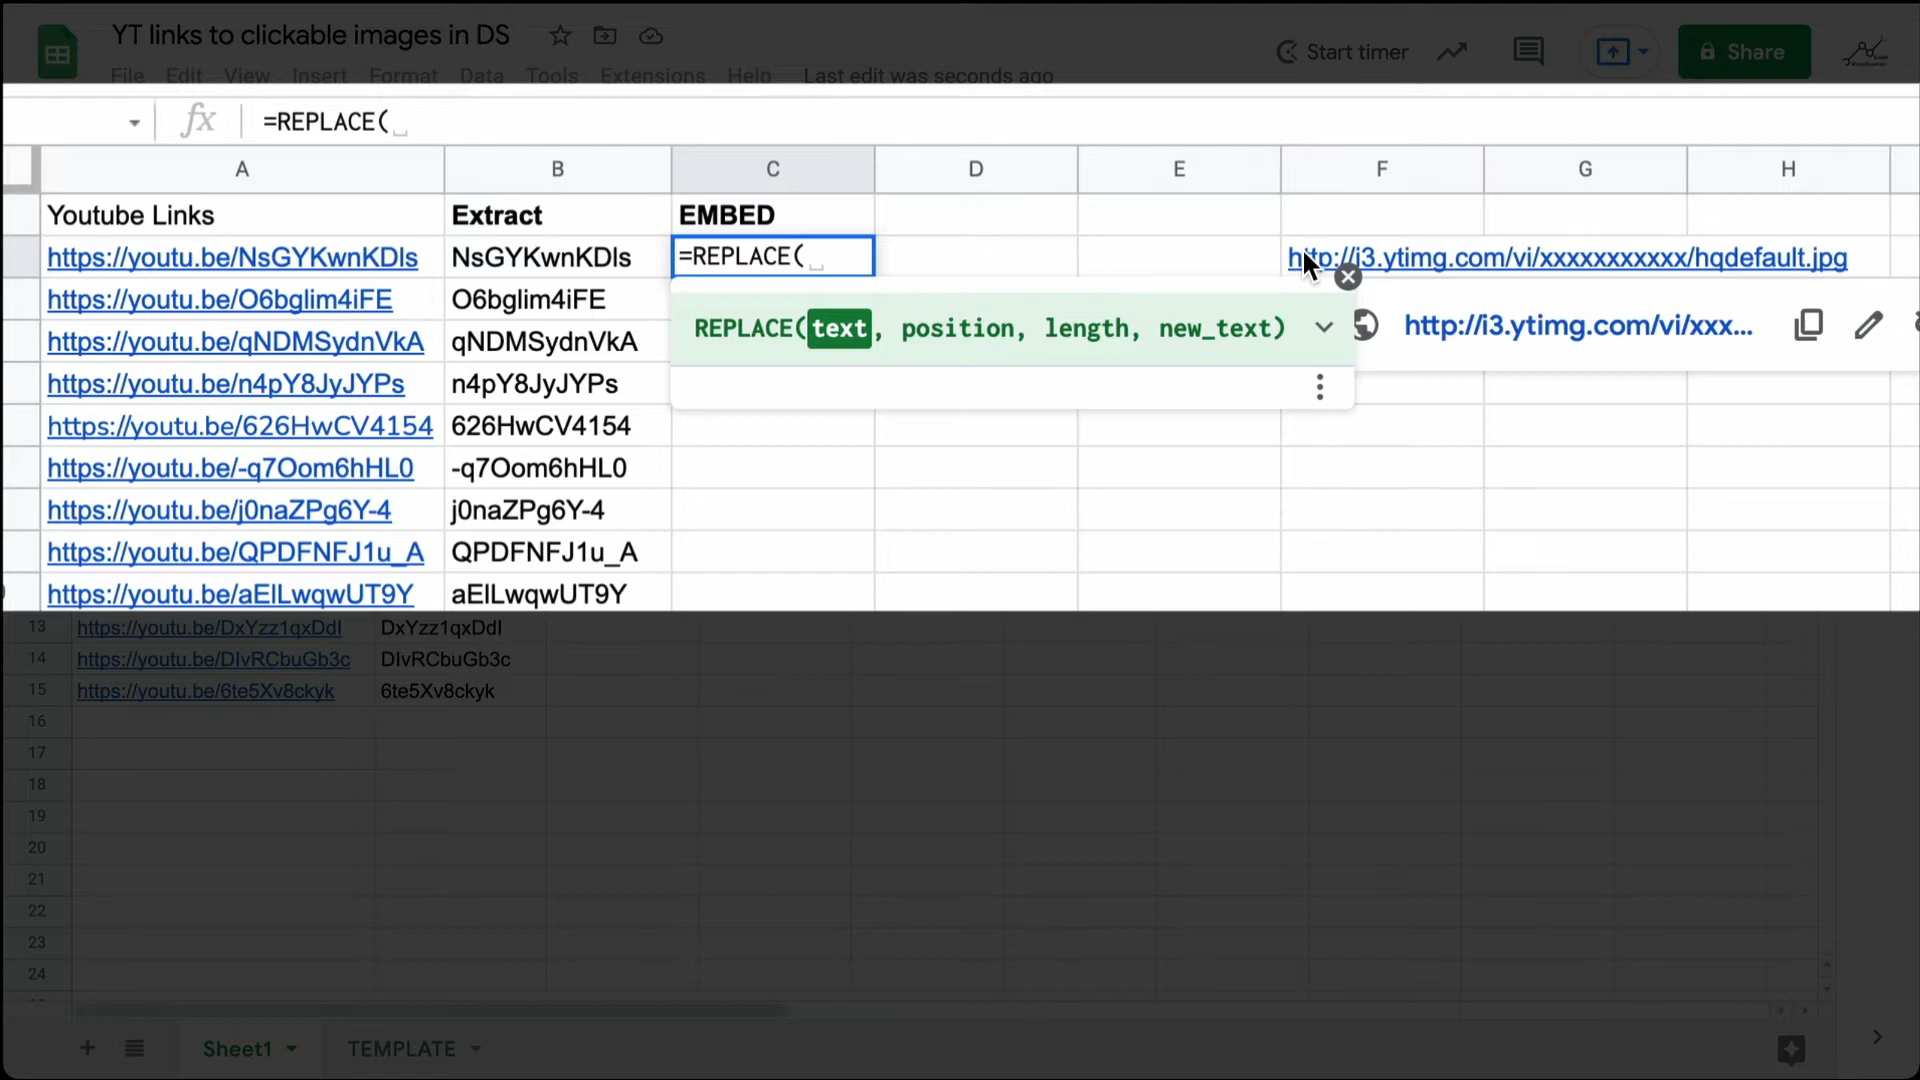 YT links to clickable images in DS
Start timer
Share
File Edit View Insert Format Data Tools Extensions Help Last edit was seconds ago
fx =REPLACE(
A B C D E F G H
Youtube Links Extract EMBED
https://youtu.be/NsGYKwnKDls NsGYKwnKDls =REPLACE( http://i3.ytimg.com/vi/xxxxxxxxxxx/hqdefault.jpg
https://youtu.be/O6bglim4iFE O6bglim4iFE
REPLACE(text, position, length, new_text) http://i3.ytimg.com/vi/xxx...
https://youtu.be/qNDMSydnVkA qNDMSydnVkA
https://youtu.be/n4pY8JyJYPs n4pY8JyJYPs
https://youtu.be/626HwCV4154 626HwCV4154
https://youtu.be/-q7Oom6hHL0 -q7Oom6hHL0
https://youtu.be/j0naZPg6Y-4 j0naZPg6Y-4
https://youtu.be/QPDFNFJ1u_A QPDFNFJ1u_A
https://youtu.be/aElLwqwUT9Y aElLwqwUT9Y
13 https://youtu.be/DxYzz1qxDdI DxYzz1qxDdI
14 https://youtu.be/DIvRCbuGb3c DIvRCbuGb3c
15 https://youtu.be/6te5Xv8ckyk 6te5Xv8ckyk
16
17
18
19
20
21
22
23
24
Sheet1 TEMPLATE